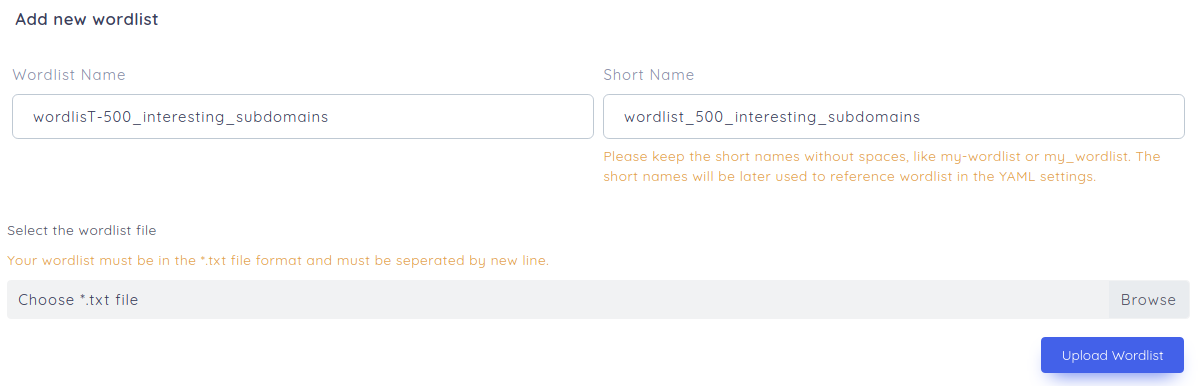 Add new wordlist
Wordlist Name
Short Name
wordlisT-500_interesting_subdomains
wordlist_500_interesting_subdomains
Please keep the short names without spaces, like my-wordlist or my_wordlist. The
short names will be later used to reference wordlist in the YAML settings.
Select the wordlist file
Your wordlist must be in the *.txt file format and must be seperated by new line.
Choose *.txt file
Browse
Upload Wordlist